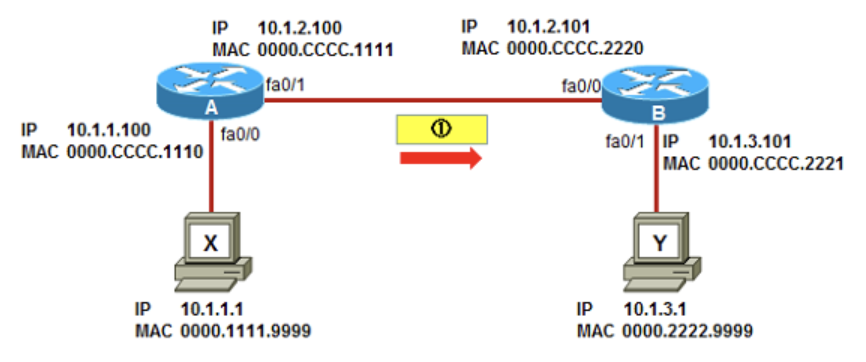 IP 10.1.2.100
MAC 0000.CCCC.1111
IP 10.1.2.101
MAC 0000.CCCC.2220
fa0/1
fa0/0
A
B
①
IP 10.1.1.100
MAC 0000.CCCC.1110
fa0/0
fa0/1
IP 10.1.3.101
MAC 0000.CCCC.2221
X
Y
IP 10.1.1.1
MAC 0000.1111.9999
IP 10.1.3.1
MAC 0000.2222.9999